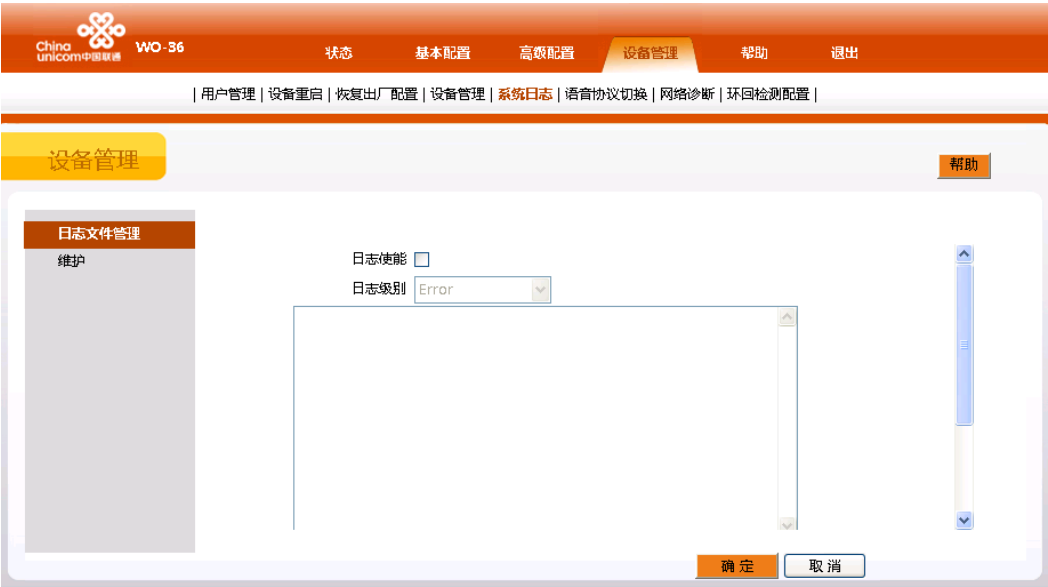 China unicom中国联通
WO-36
状态 基本配置 高级配置 设备管理 帮助 退出
| 用户管理 | 设备重启 | 恢复出厂配置 | 设备管理 | 系统日志 | 语音协议切换 | 网络诊断 | 环回检测配置 |
设备管理
帮助
日志文件管理
维护
日志使能
日志级别 Error
确定 取消